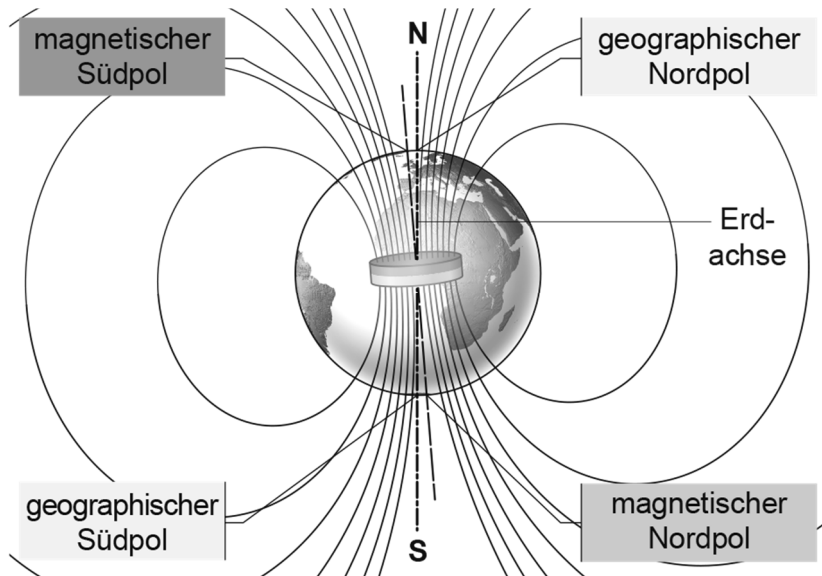 magnetischer
Südpol
N
geographischer
Nordpol
Erd-
achse
geographischer
Südpol
S
magnetischer
Nordpol